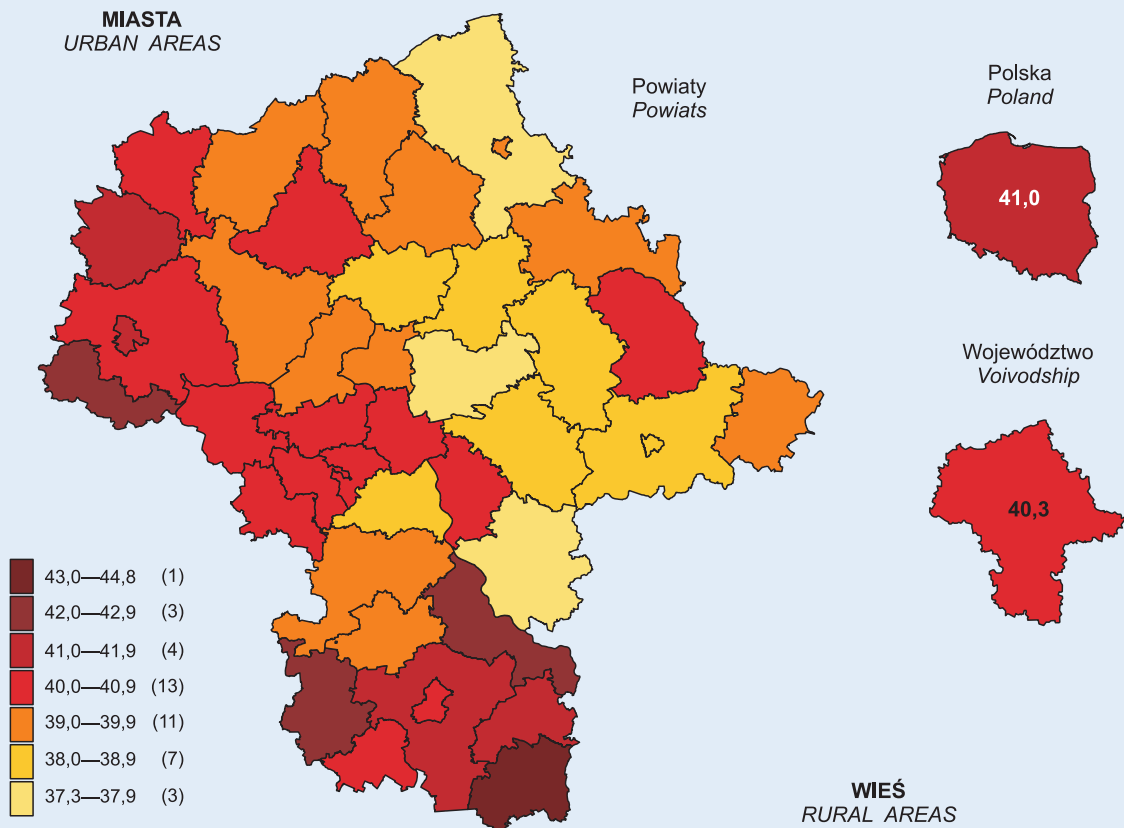 MIASTA
URBAN AREAS
Powiaty
Powiats
Polska
Poland
41,0
Województwo
Voivodship
40,3
43,0—44,8 (1)
42,0—42,9 (3)
41,0—41,9 (4)
40,0—40,9 (13)
39,0—39,9 (11)
38,0—38,9 (7)
37,3—37,9 (3)
WIEŚ
RURAL AREAS